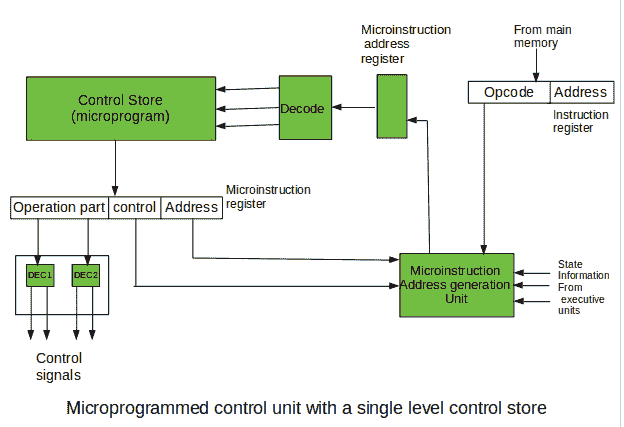 Microinstruction
address
register
From main
memory
Control Store
(microprogram)
Decode
Opcode
Address
Instruction
register
Microinstruction
register
Operation part
control
Address
DEC1
DEC2
Microinstruction
Address generation
Unit
State
Information
From
executive
units
Control
signals
Microprogrammed control unit with a single level control store